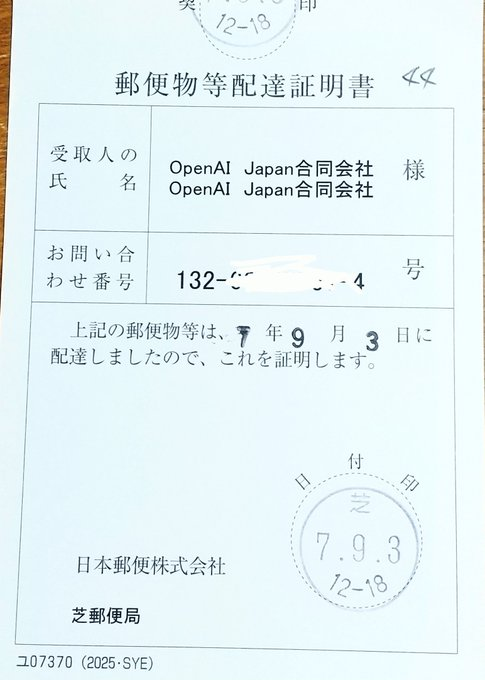 印
12-18
郵便物等配達証明書 44
受取人の
氏 名
OpenAI Japan合同会社
OpenAI Japan合同会社 様
お問い合
わせ番号
132- -4 号
上記の郵便物等は、7年9月3日に
配達しましたので、これを証明します。
日付印
芝
7.9.3
12-18
日本郵便株式会社
芝郵便局
ユ07370 (2025・SYE)